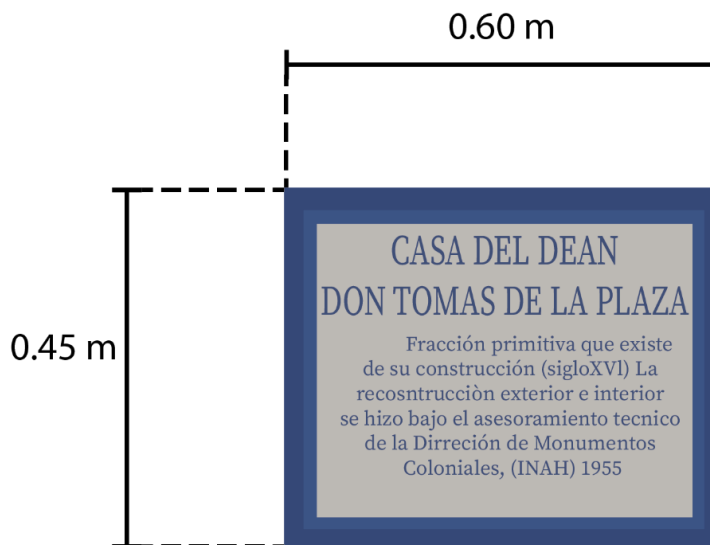 0.60 m
0.45 m
CASA DEL DEAN
DON TOMAS DE LA PLAZA
Fracción primitiva que existe
de su construcción (sigloXVl) La
recosntrucciòn exterior e interior
se hizo bajo el asesoramiento tecnico
de la Dirreción de Monumentos
Coloniales, (INAH) 1955